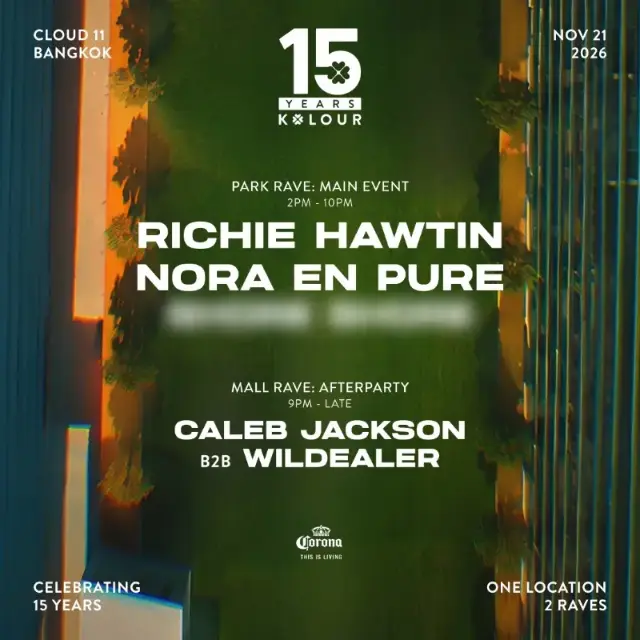 CLOUD 11
BANGKOK
NOV 21
2026
15
YEARS
KOLOUR
PARK RAVE: MAIN EVENT
2PM - 10PM
RICHIE HAWTIN
NORA EN PURE
MALL RAVE: AFTERPARTY
9PM - LATE
CALEB JACKSON
B2B WILDEALER
Corona
THIS IS LIVING
CELEBRATING
15 YEARS
ONE LOCATION
2 RAVES